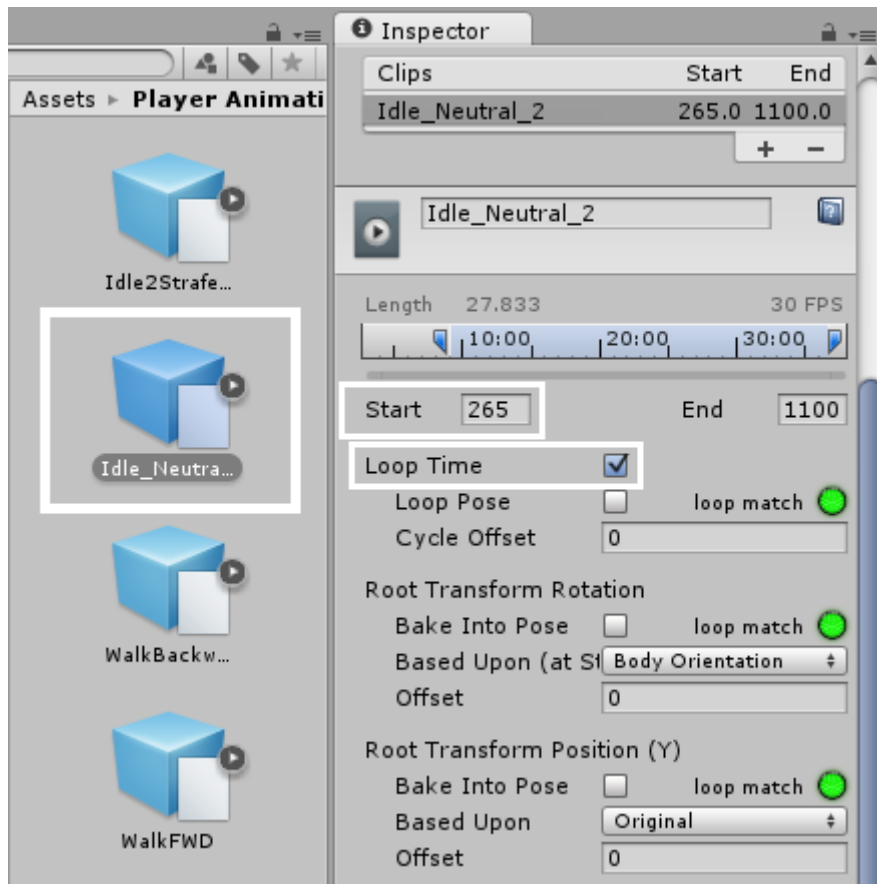 Assets ▸ Player Animati
Idle2Strafe...
Idle_Neutra...
WalkBackw...
WalkFWD
Inspector
Clips Start End
Idle_Neutral_2 265.0 1100.0
+ −
Idle_Neutral_2
Length 27.833 30 FPS
10:00 20:00 30:00
Start 265 End 1100
Loop Time
Loop Pose loop match
Cycle Offset 0
Root Transform Rotation
Bake Into Pose loop match
Based Upon (at St Body Orientation
Offset 0
Root Transform Position (Y)
Bake Into Pose loop match
Based Upon Original
Offset 0